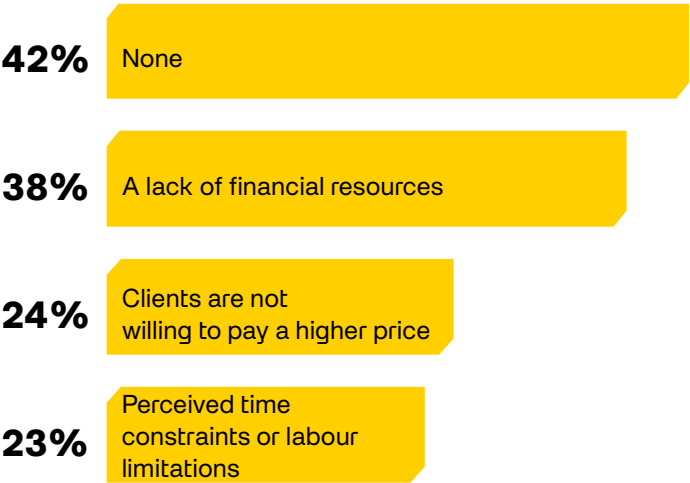 42% None
38% A lack of financial resources
24% Clients are not
willing to pay a higher price
23% Perceived time
constraints or labour
limitations